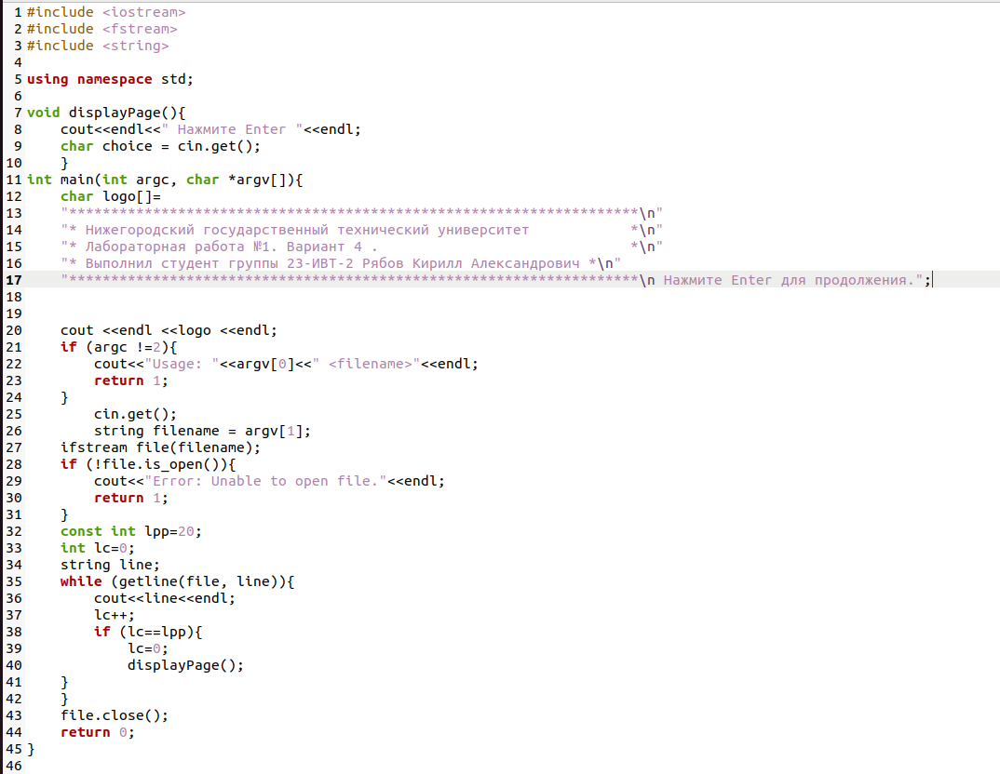 1 #include <iostream>
2 #include <fstream>
3 #include <string>
4
5 using namespace std;
6
7 void displayPage(){
8     cout<<endl<<" Нажмите Enter "<<endl;
9     char choice = cin.get();
10     }
11 int main(int argc, char *argv[]){
12     char logo[]=
13     "********************************************************************\n"
14     "* Нижегородский государственный технический университет            *\n"
15     "* Лабораторная работа №1. Вариант 4 .                              *\n"
16     "* Выполнил студент группы 23-ИВТ-2 Рябов Кирилл Александрович *\n"
17     "********************************************************************\n Нажмите Enter для продолжения.";
18
19
20     cout <<endl <<logo <<endl;
21     if (argc !=2){
22         cout<<"Usage: "<<argv[0]<<" <filename>"<<endl;
23         return 1;
24     }
25         cin.get();
26         string filename = argv[1];
27     ifstream file(filename);
28     if (!file.is_open()){
29         cout<<"Error: Unable to open file."<<endl;
30         return 1;
31     }
32     const int lpp=20;
33     int lc=0;
34     string line;
35     while (getline(file, line)){
36         cout<<line<<endl;
37         lc++;
38         if (lc==lpp){
39             lc=0;
40             displayPage();
41     }
42     }
43     file.close();
44     return 0;
45 }
46